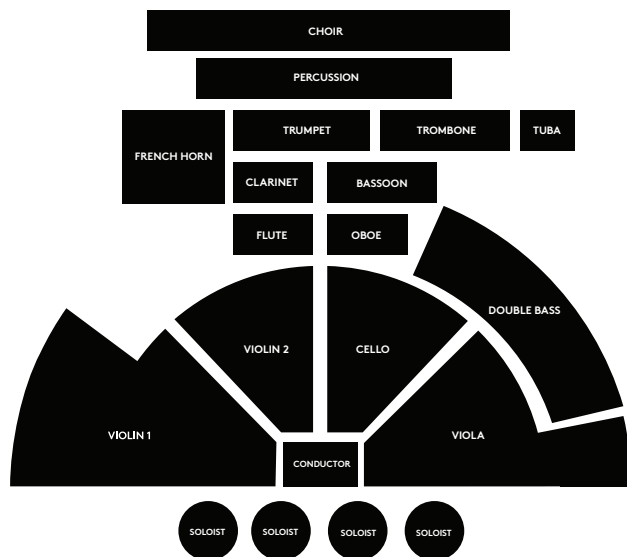 CHOIR
PERCUSSION
TRUMPET
TROMBONE
TUBA
FRENCH HORN
CLARINET
BASSOON
FLUTE
OBOE
DOUBLE BASS
VIOLIN 2
CELLO
VIOLIN 1
VIOLA
CONDUCTOR
SOLOIST
SOLOIST
SOLOIST
SOLOIST